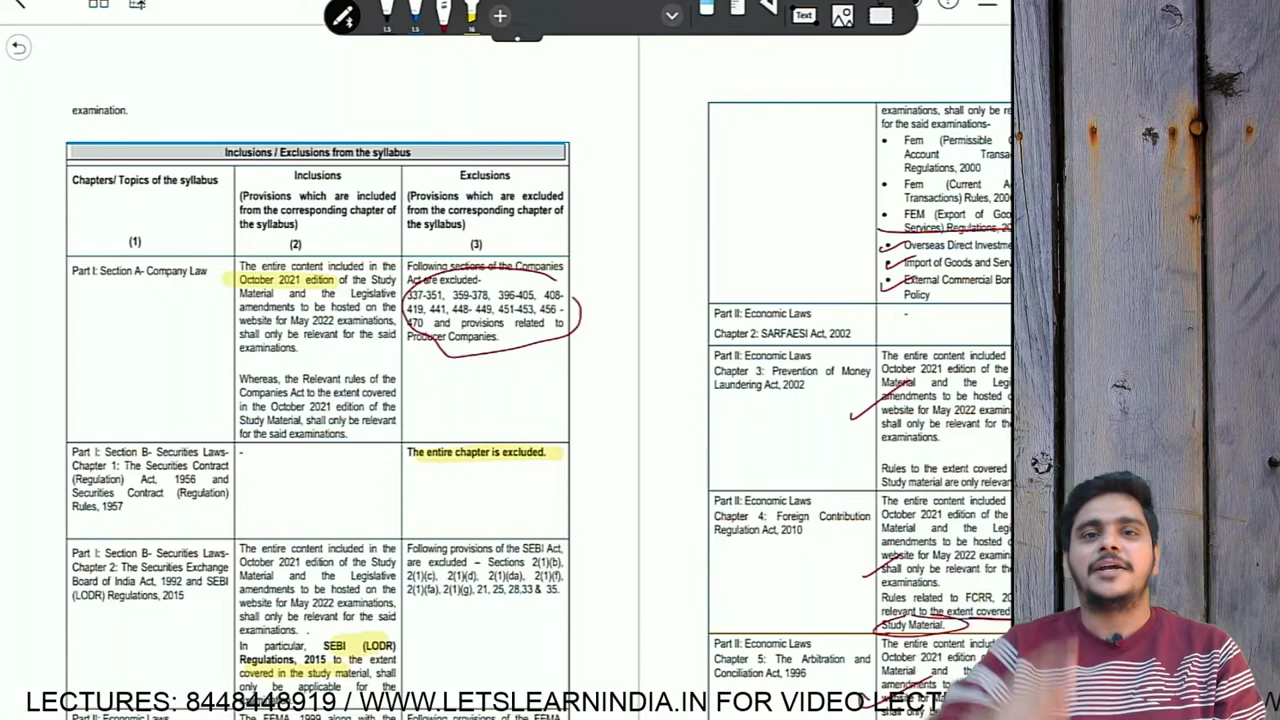 Text
examination.
Inclusions / Exclusions from the syllabus
Chapters/ Topics of the syllabus
(1)
Inclusions
(Provisions which are included
from the corresponding chapter of
the syllabus)
(2)
Exclusions
(Provisions which are excluded
from the corresponding chapter of
the syllabus)
(3)
Part I: Section A- Company Law
The entire content included in the
October 2021 edition of the Study
Material and the Legislative
amendments to be hosted on the
website for May 2022 examinations,
shall only be relevant for the said
examinations.
Whereas, the Relevant rules of the
Companies Act to the extent covered
in the October 2021 edition of the
Study Material, shall only be relevant
for the said examinations.
Following sections of the Companies
Act are excluded-
337-351, 359-378, 396-405, 408-
419, 441, 448- 449, 451-453, 456 -
470 and provisions related to
Producer Companies.
Part I: Section B- Securities Laws-
Chapter 1: The Securities Contract
(Regulation) Act, 1956 and
Securities Contract (Regulation)
Rules, 1957
-
The entire chapter is excluded.
Part I: Section B- Securities Laws-
Chapter 2: The Securities Exchange
Board of India Act, 1992 and SEBI
(LODR) Regulations, 2015
The entire content included in the
October 2021 edition of the Study
Material and the Legislative
amendments to be hosted on the
website for May 2022 examinations,
shall only be relevant for the said
examinations. .
In particular, SEBI (LODR)
Regulations, 2015 to the extent
covered in the study material, shall
only be applicable for the
Following provisions of the SEBI Act,
are excluded – Sections 2(1)(b),
2(1)(c), 2(1)(d), 2(1)(da), 2(1)(f),
2(1)(fa), 2(1)(g), 21, 25, 28,33 & 35.
Part II: Economic Laws
The FEMA, 1999 along with the
Following provisions of the FEMA,
examinations, shall only be re
for the said examinations-
• Fem (Permissible
Account Transa
Regulations, 2000
• Fem (Current A
Transactions) Rules, 200
• FEM (Export of Goo
Services) Regulations, 20
• Overseas Direct Investme
• Import of Goods and Serv
• External Commercial Bor
Policy
Part II: Economic Laws
Chapter 2: SARFAESI Act, 2002
-
Part II: Economic Laws
Chapter 3: Prevention of Money
Laundering Act, 2002
The entire content included
October 2021 edition of the
Material and the Legi
amendments to be hosted
website for May 2022 examin
shall only be relevant for the
examinations.
Rules to the extent covered
Study material are only relevan
Part II: Economic Laws
Chapter 4: Foreign Contribution
Regulation Act, 2010
The entire content included
October 2021 edition of the
Material and the Legi
amendments to be hosted
website for May 2022 examin
shall only be relevant for the
examinations.
Rules related to FCRR, 20
relevant to the extent covered
Study Material.
Part II: Economic Laws
Chapter 5: The Arbitration and
Conciliation Act, 1996
The entire content includ
October 2021 edition of the
Material and the Legi
amendments
shall only be
LECTURES: 8448448919 / WWW.LETSLEARNINDIA.IN FOR VIDEO LECT